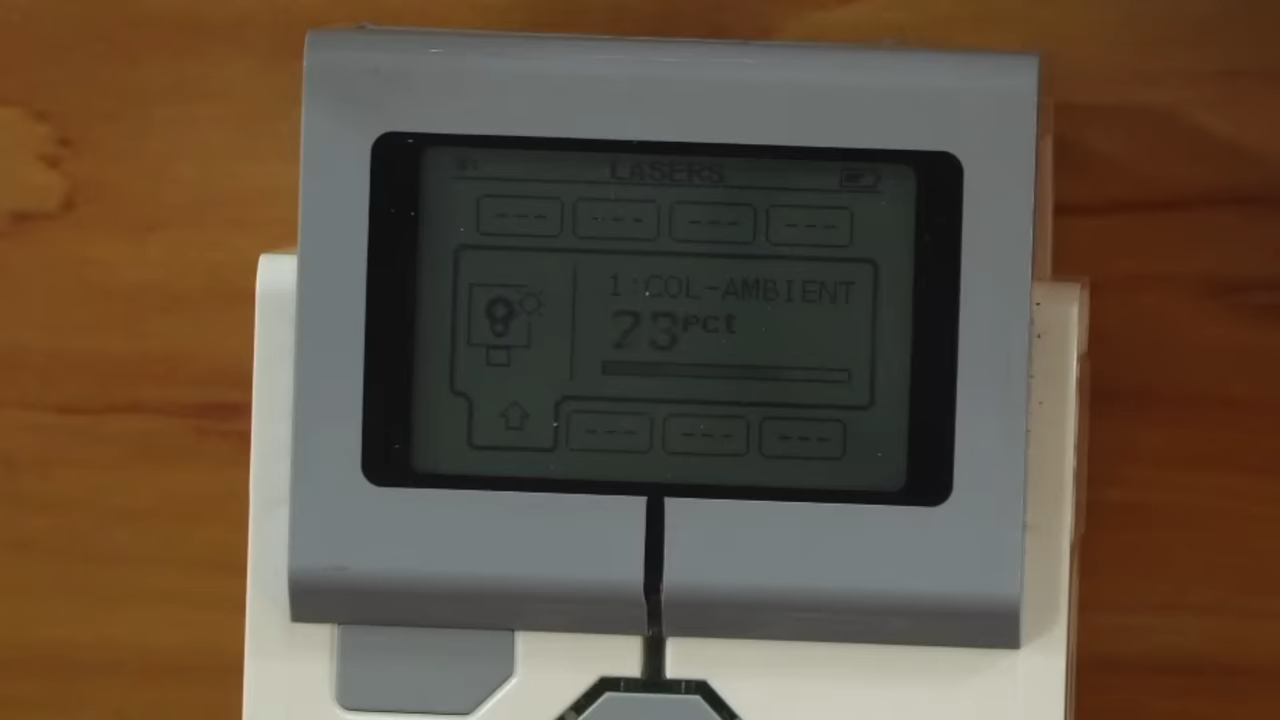 LASERS
--- --- --- ---
1:COL-AMBIENT
23pct
--- --- ---